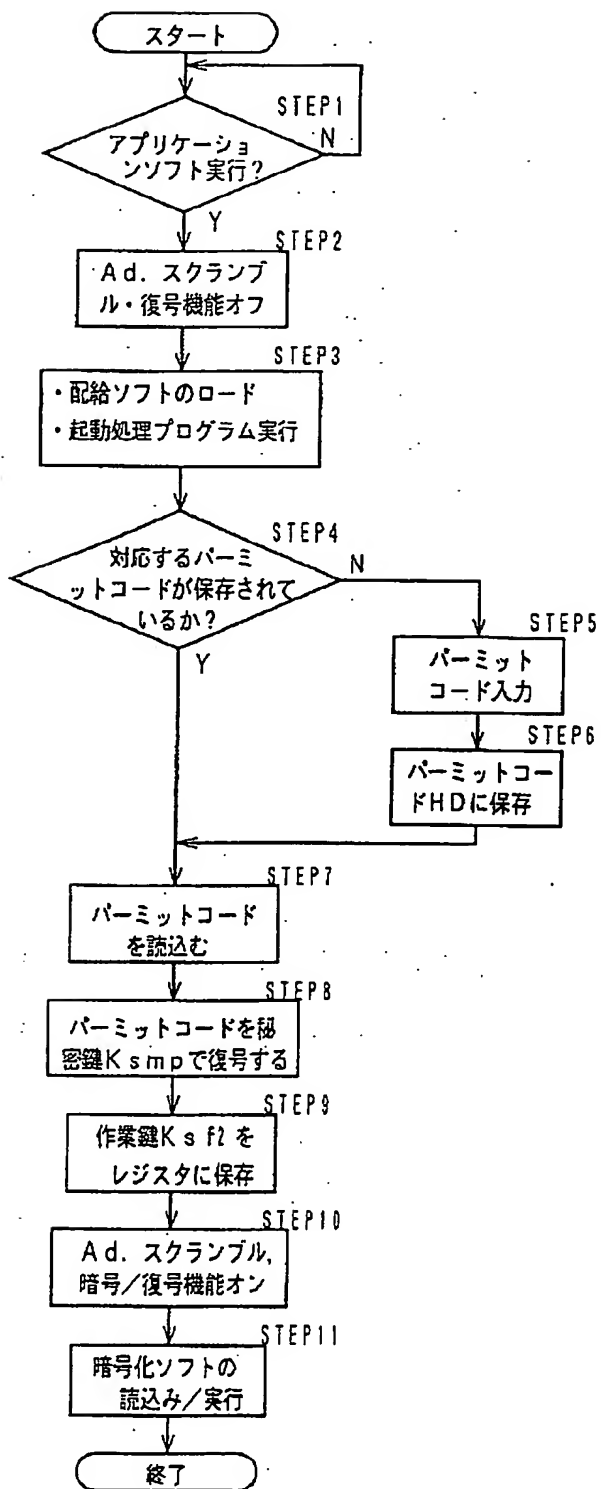 スタート
STEP1
アプリケーショ
ンソフト実行?
N
Y
STEP2
Ad. スクランブ
ル・復号機能オフ
STEP3
・配給ソフトのロード
・起動処理プログラム実行
STEP4
対応するパーミ
ットコードが保存されて
いるか?
N
Y
STEP5
パーミット
コード入力
STEP6
パーミットコー
ドHDに保存
STEP7
パーミットコード
を読込む
STEP8
パーミットコードを秘
密鍵Ksmpで復号する
STEP9
作業鍵Ksf2を
レジスタに保存
STEP10
Ad. スクランブル,
暗号/復号機能オン
STEP11
暗号化ソフトの
読込み/実行
終了